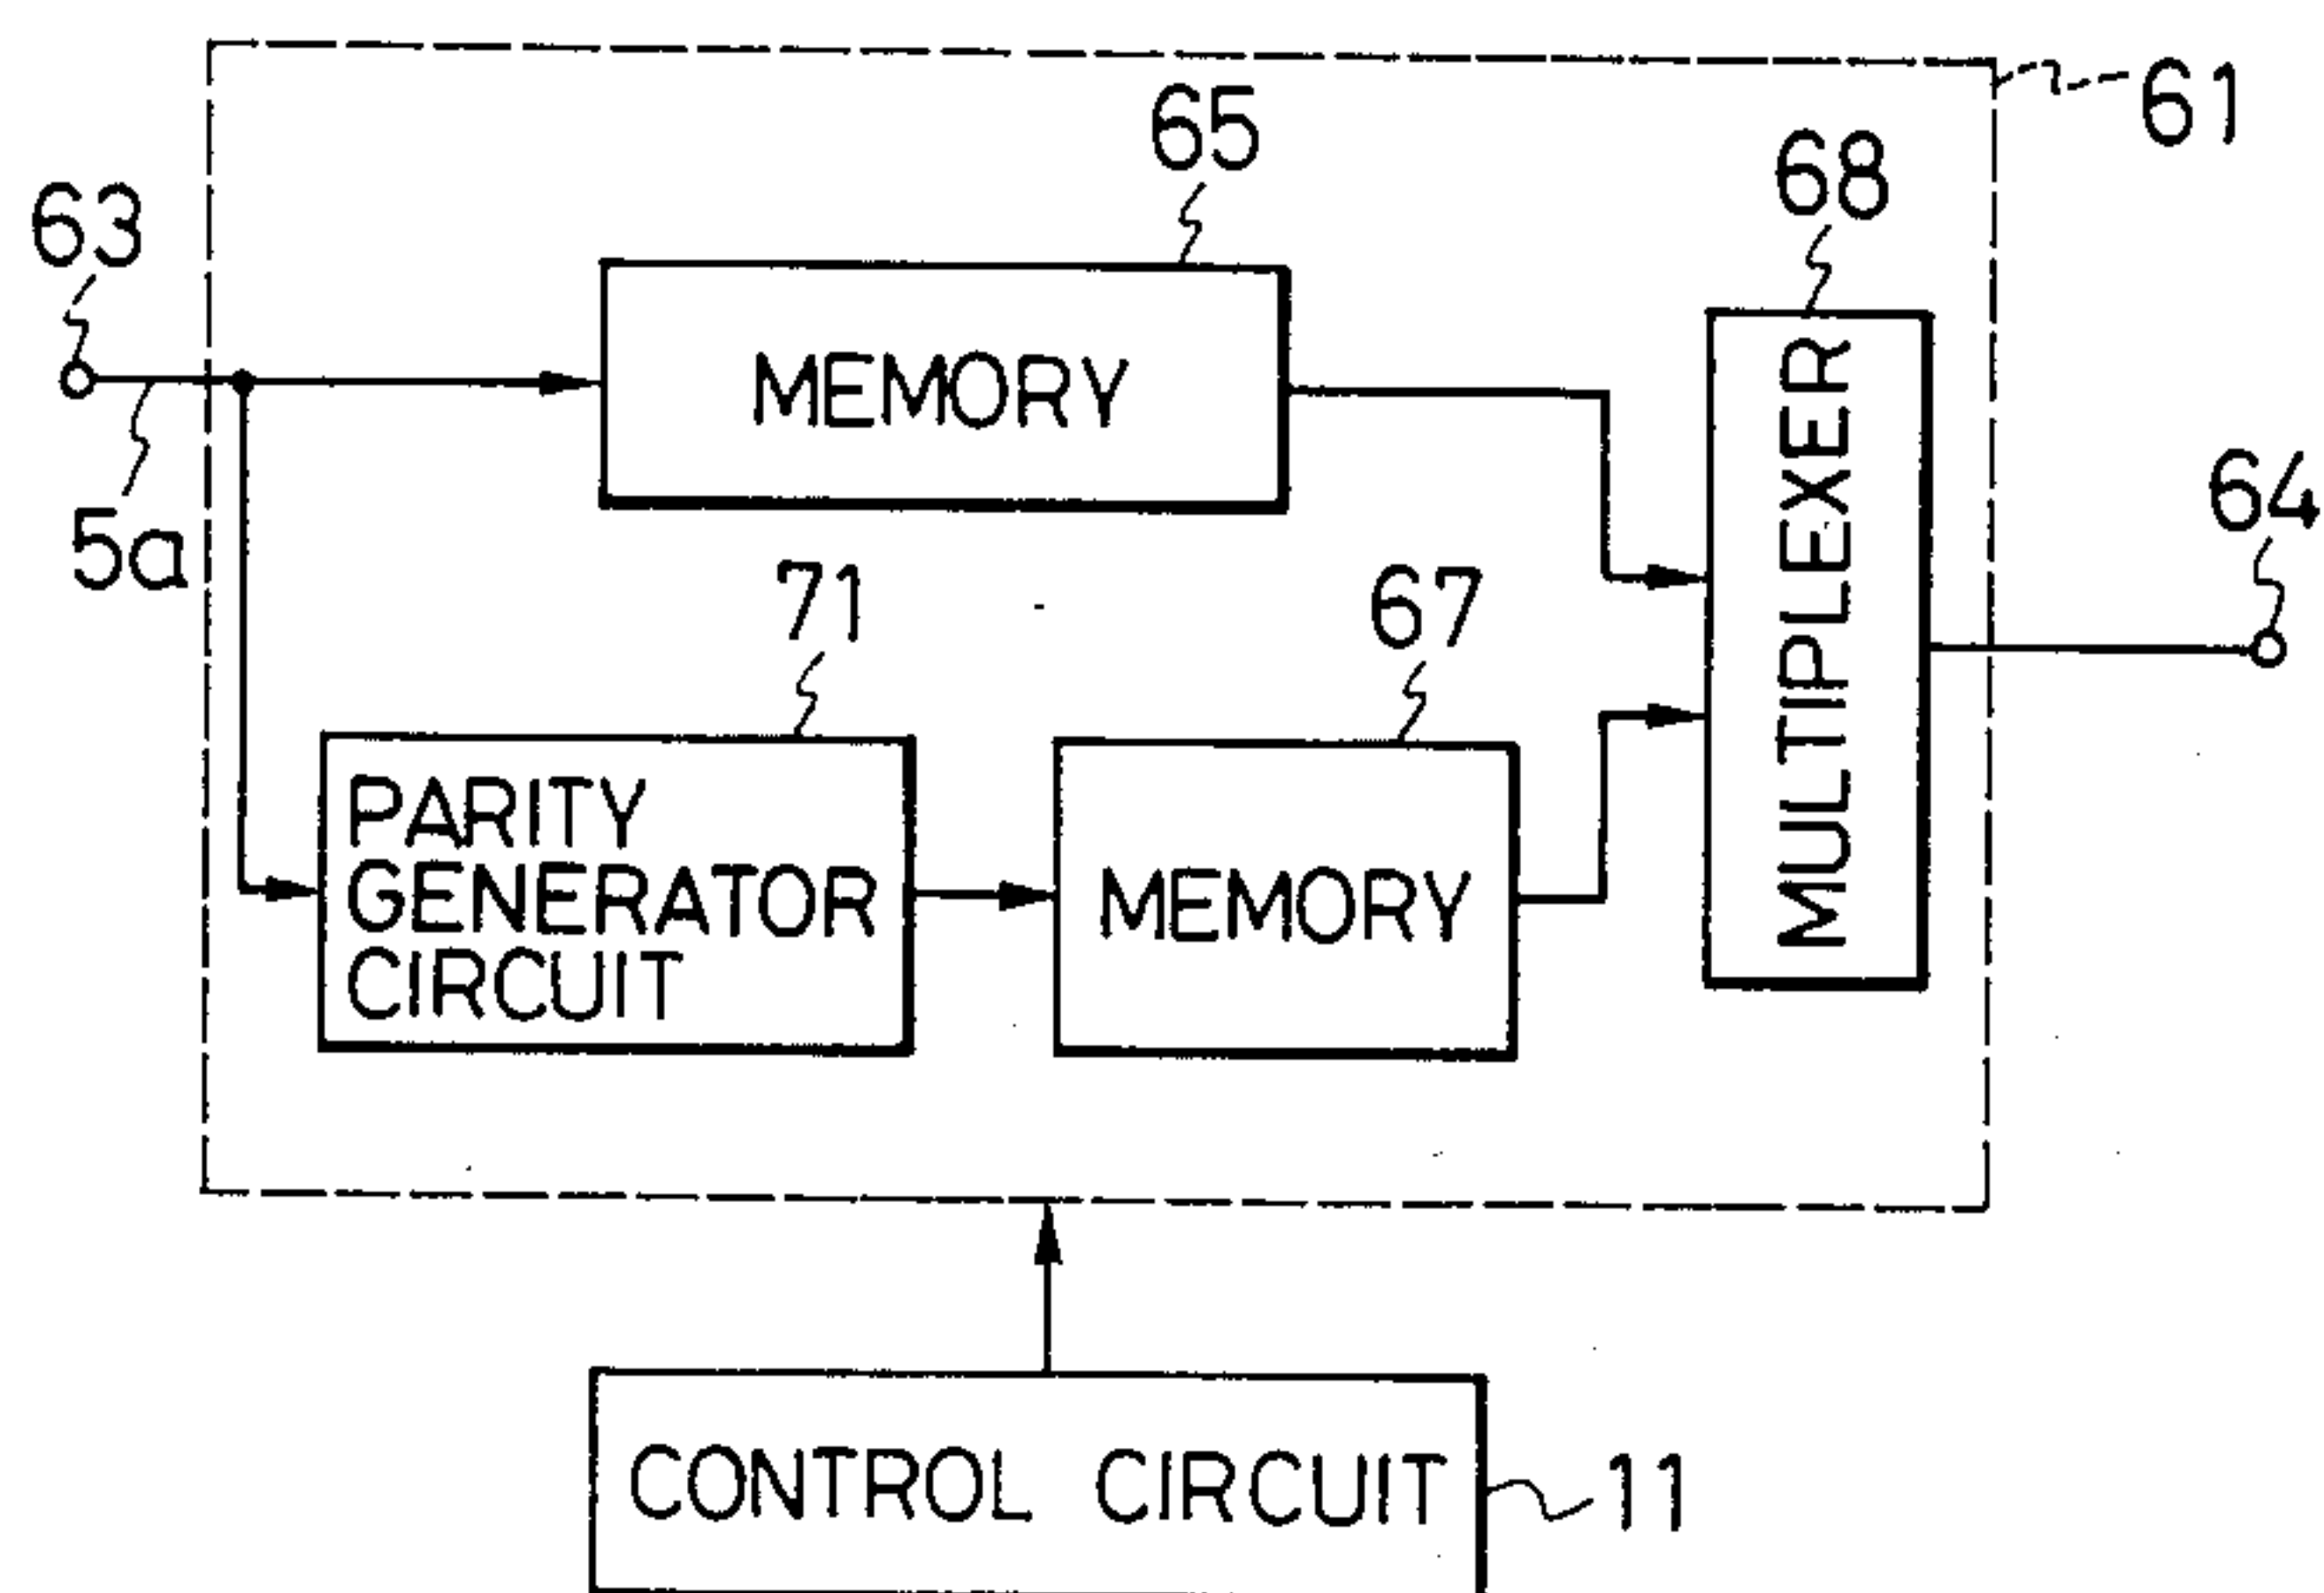 61
65
68
63
MEMORY
64
5a
71
67
MULTIPLEXER
PARITY
GENERATOR
CIRCUIT
MEMORY
CONTROL CIRCUIT
11